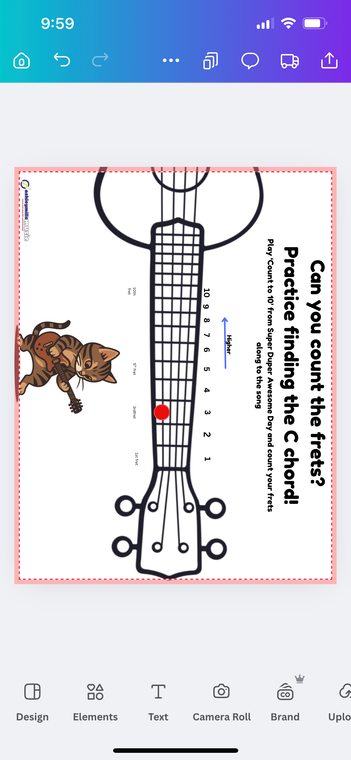 9:59
Can you count the frets?
Practice finding the C chord!
Play 'Count to 10' from Super Duper Awesome Day and count your frets
along to the song
Higher
10 9 8 7 6 5 4 3 2 1
10th
fret
5th fret
3rd fret
1st fret
Design
Elements
Text
Camera Roll
Brand
Uplo